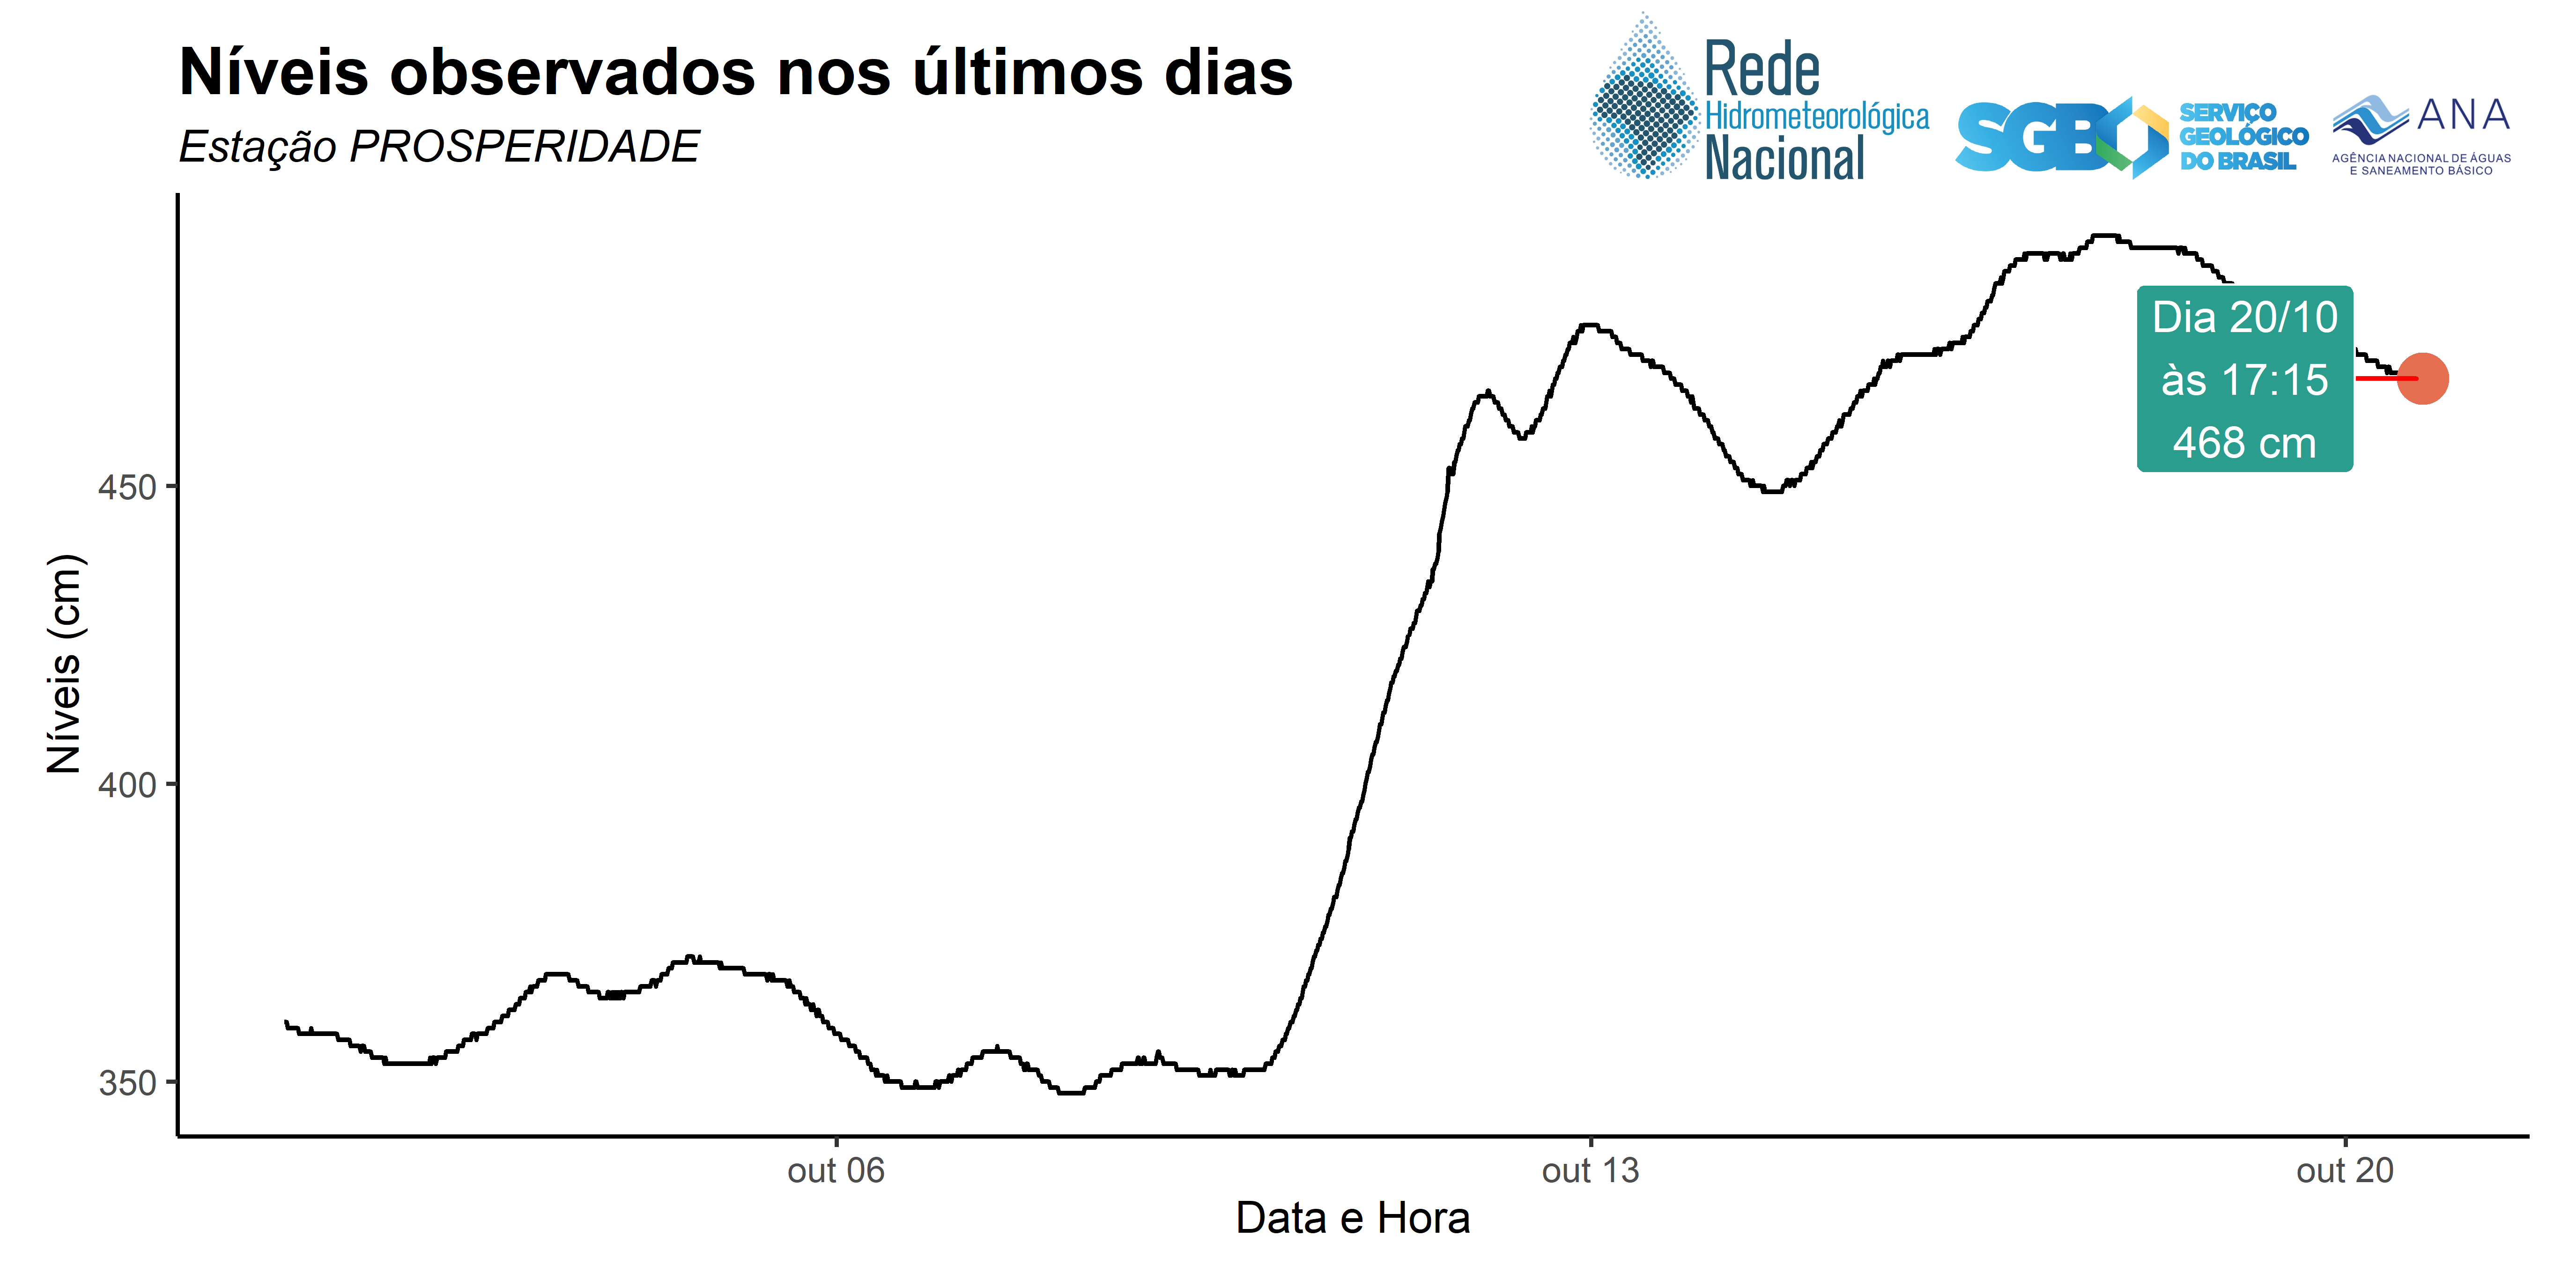 Níveis observados nos últimos dias
Estação PROSPERIDADE
Rede
Hidrometeorológica
Nacional
SGB
SERVIÇO
GEOLÓGICO
DO BRASIL
ANA
AGÊNCIA NACIONAL DE ÁGUAS
E SANEAMENTO BÁSICO
Dia 20/10
às 17:15
468 cm
Níveis (cm)
450
400
350
out 06
out 13
out 20
Data e Hora